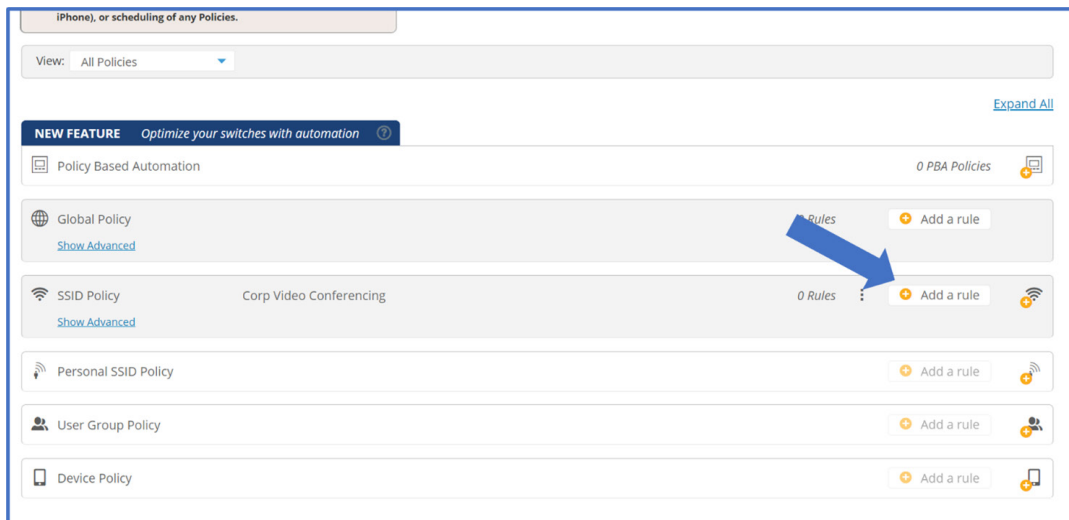 iPhone), or scheduling of any Policies.
View: All Policies
Expand All
NEW FEATURE Optimize your switches with automation ?
Policy Based Automation 0 PBA Policies
Global Policy Rules Add a rule
Show Advanced
SSID Policy Corp Video Conferencing 0 Rules Add a rule
Show Advanced
Personal SSID Policy Add a rule
User Group Policy Add a rule
Device Policy Add a rule